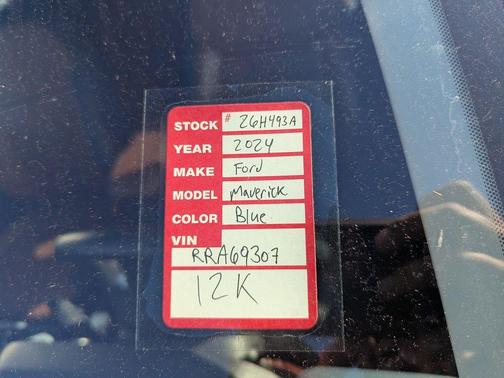 STOCK # 26H493A
YEAR 2024
MAKE Ford
MODEL Maverick
COLOR Blue
VIN
RRA69307
12K